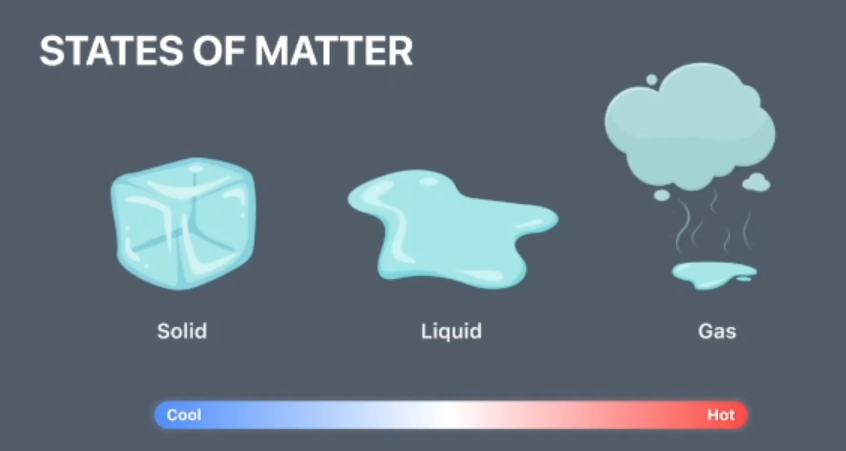 STATES OF MATTER
Solid
Liquid
Gas
Cool
Hot